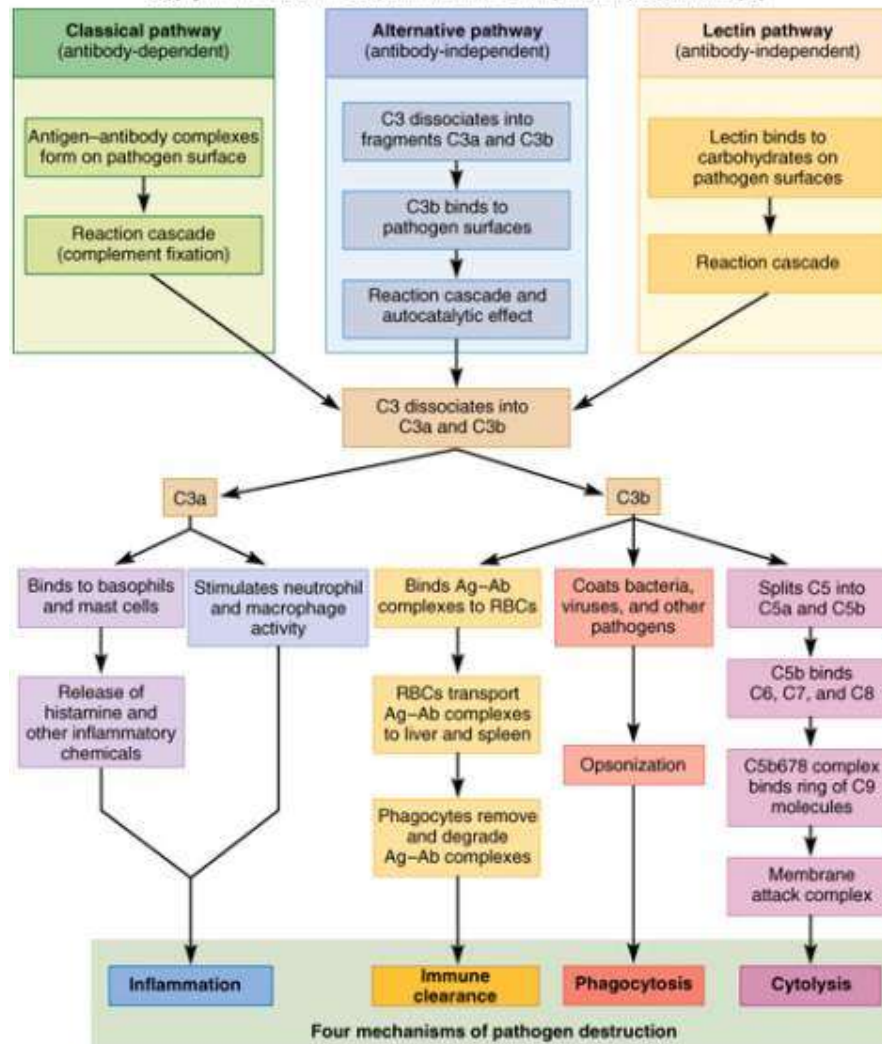 Classical pathway
(antibody-dependent)
Alternative pathway
(antibody-independent)
Lectin pathway
(antibody-independent)
Antigen–antibody complexes
form on pathogen surface
Reaction cascade
(complement fixation)
C3 dissociates into
fragments C3a and C3b
C3b binds to
pathogen surfaces
Reaction cascade and
autocatalytic effect
Lectin binds to
carbohydrates on
pathogen surfaces
Reaction cascade
C3 dissociates into
C3a and C3b
C3a
C3b
Binds to basophils
and mast cells
Stimulates neutrophil
and macrophage
activity
Binds Ag–Ab
complexes to RBCs
Coats bacteria,
viruses, and other
pathogens
Splits C5 into
C5a and C5b
Release of
histamine and
other inflammatory
chemicals
RBCs transport
Ag–Ab complexes
to liver and spleen
Opsonization
C5b binds
C6, C7, and C8
C5b678 complex
binds ring of C9
molecules
Phagocytes remove
and degrade
Ag–Ab complexes
Membrane
attack complex
Inflammation
Immune
clearance
Phagocytosis
Cytolysis
Four mechanisms of pathogen destruction